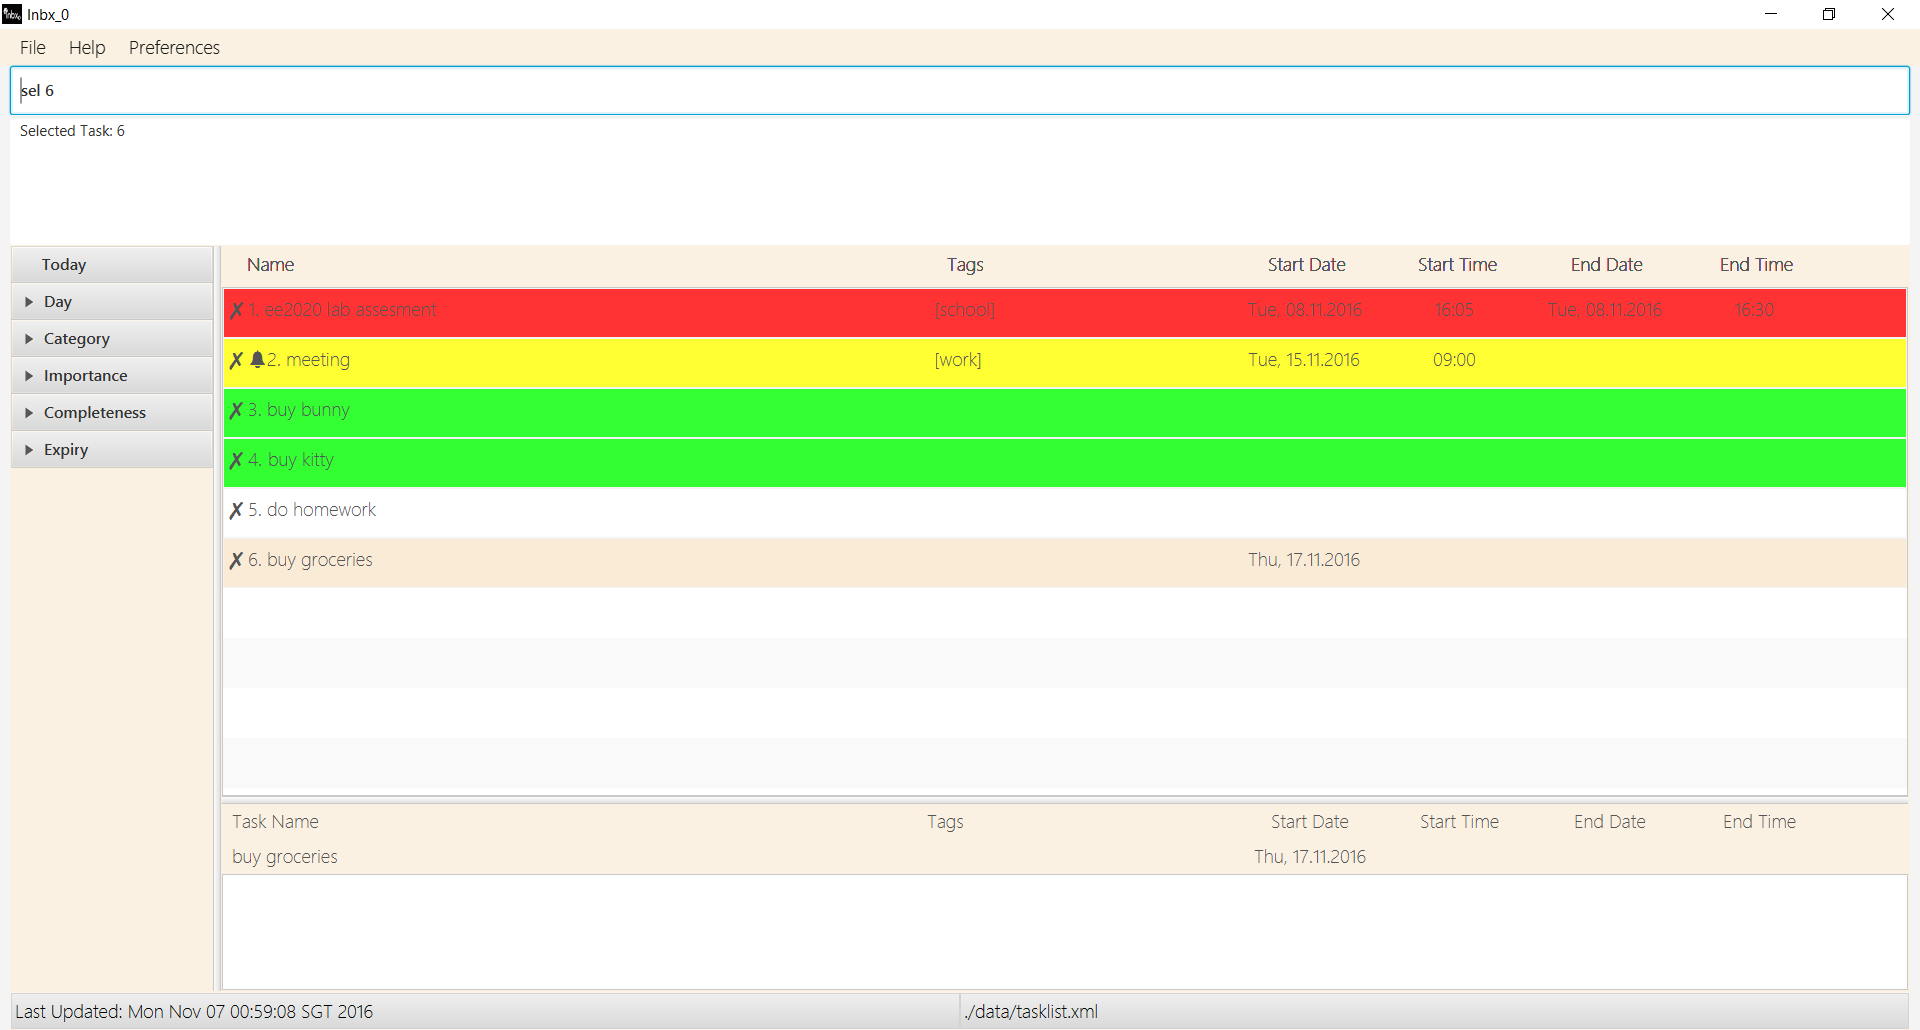 Inbx_0
File Help Preferences
sel 6
Selected Task: 6
Today
Day
Category
Importance
Completeness
Expiry
Name Tags Start Date Start Time End Date End Time
✗ 1. ee2020 lab assesment [school] Tue, 08.11.2016 16:05 Tue, 08.11.2016 16:30
✗ 2. meeting [work] Tue, 15.11.2016 09:00
✗ 3. buy bunny
✗ 4. buy kitty
✗ 5. do homework
✗ 6. buy groceries Thu, 17.11.2016
Task Name Tags Start Date Start Time End Date End Time
buy groceries Thu, 17.11.2016
Last Updated: Mon Nov 07 00:59:08 SGT 2016 ./data/tasklist.xml